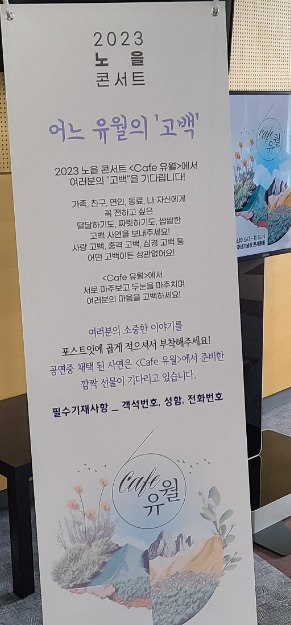 2023
노 을
콘서트
어느 유월의 '고백'
2023 노을 콘서트 <Cafe 유월>에서
여러분의 "고백"을 기다립니다!
가족, 친구, 연인, 동료, 나 자신에게
꼭 전하고 싶은
달달하기도, 짜릿하기도, 씁쓸한
고백 사연을 보내주세요!
사랑 고백, 충격 고백, 심경 고백 등
어떤 고백이든 상관없어요!
<Cafe 유월>에서
서로 마주보고 두눈을 마주치며
여러분의 마음을 고백하세요!
여러분의 소중한 이야기를
포스트잇에 곱게 적으셔서 부착해주세요!
공연중 채택 된 사연은 <Cafe 유월>에서 준비한
깜짝 선물이 기다리고 있습니다.
필수기재사항 _ 객석번호, 성함, 전화번호
Cafe
유월
Cafe
유월